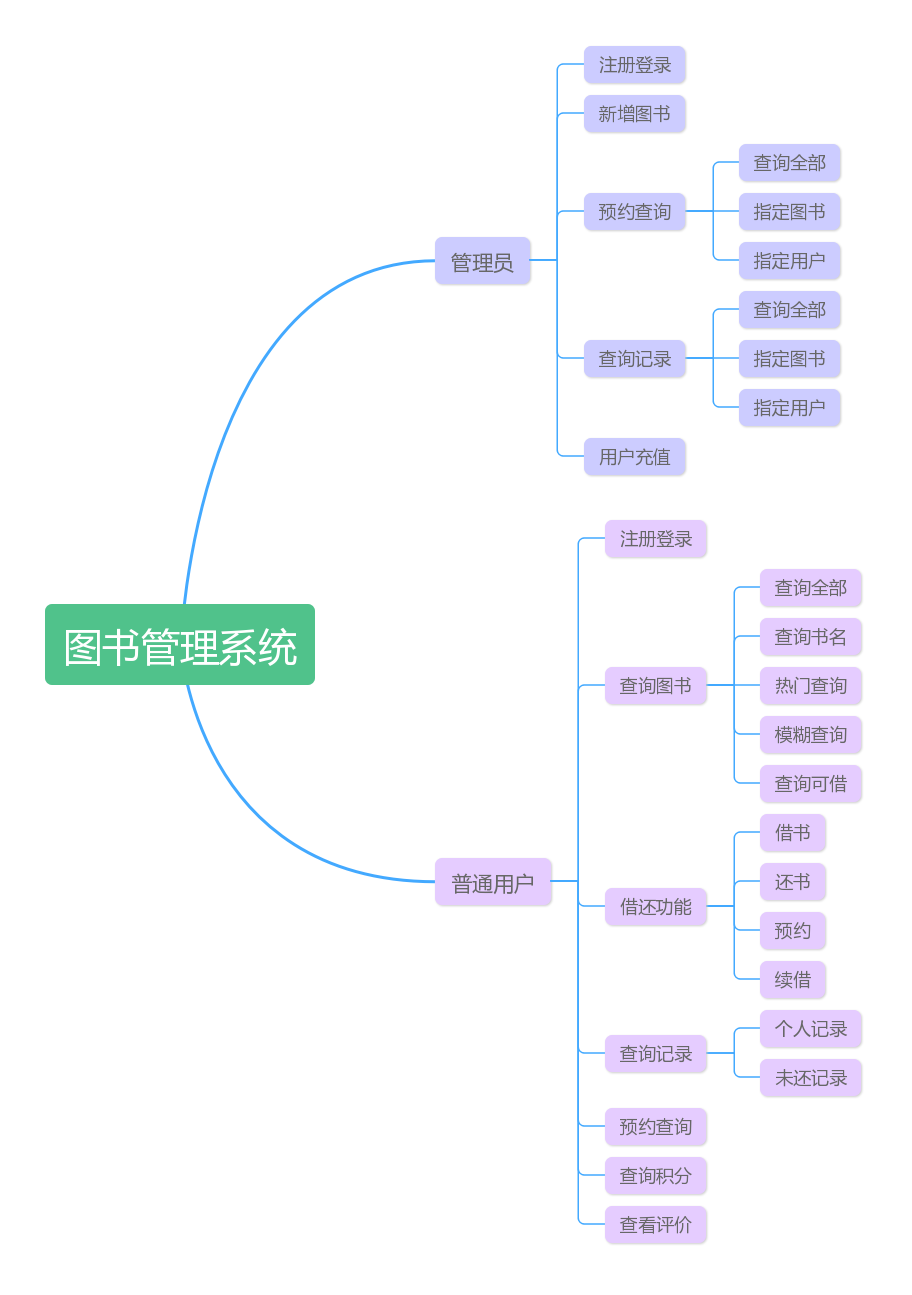 图书管理系统
管理员
注册登录
新增图书
预约查询
查询全部
指定图书
指定用户
查询记录
查询全部
指定图书
指定用户
用户充值
普通用户
注册登录
查询图书
查询全部
查询书名
热门查询
模糊查询
查询可借
借还功能
借书
还书
预约
续借
查询记录
个人记录
未还记录
预约查询
查询积分
查看评价